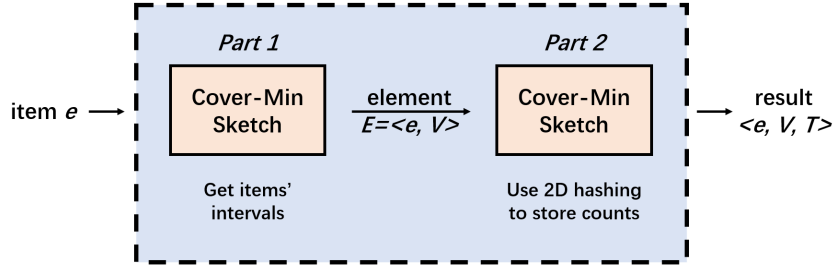 Part 1
Part 2
item e
Cover-Min
Sketch
element
E=<e, V>
Cover-Min
Sketch
result
<e, V, T>
Get items'
intervals
Use 2D hashing
to store counts